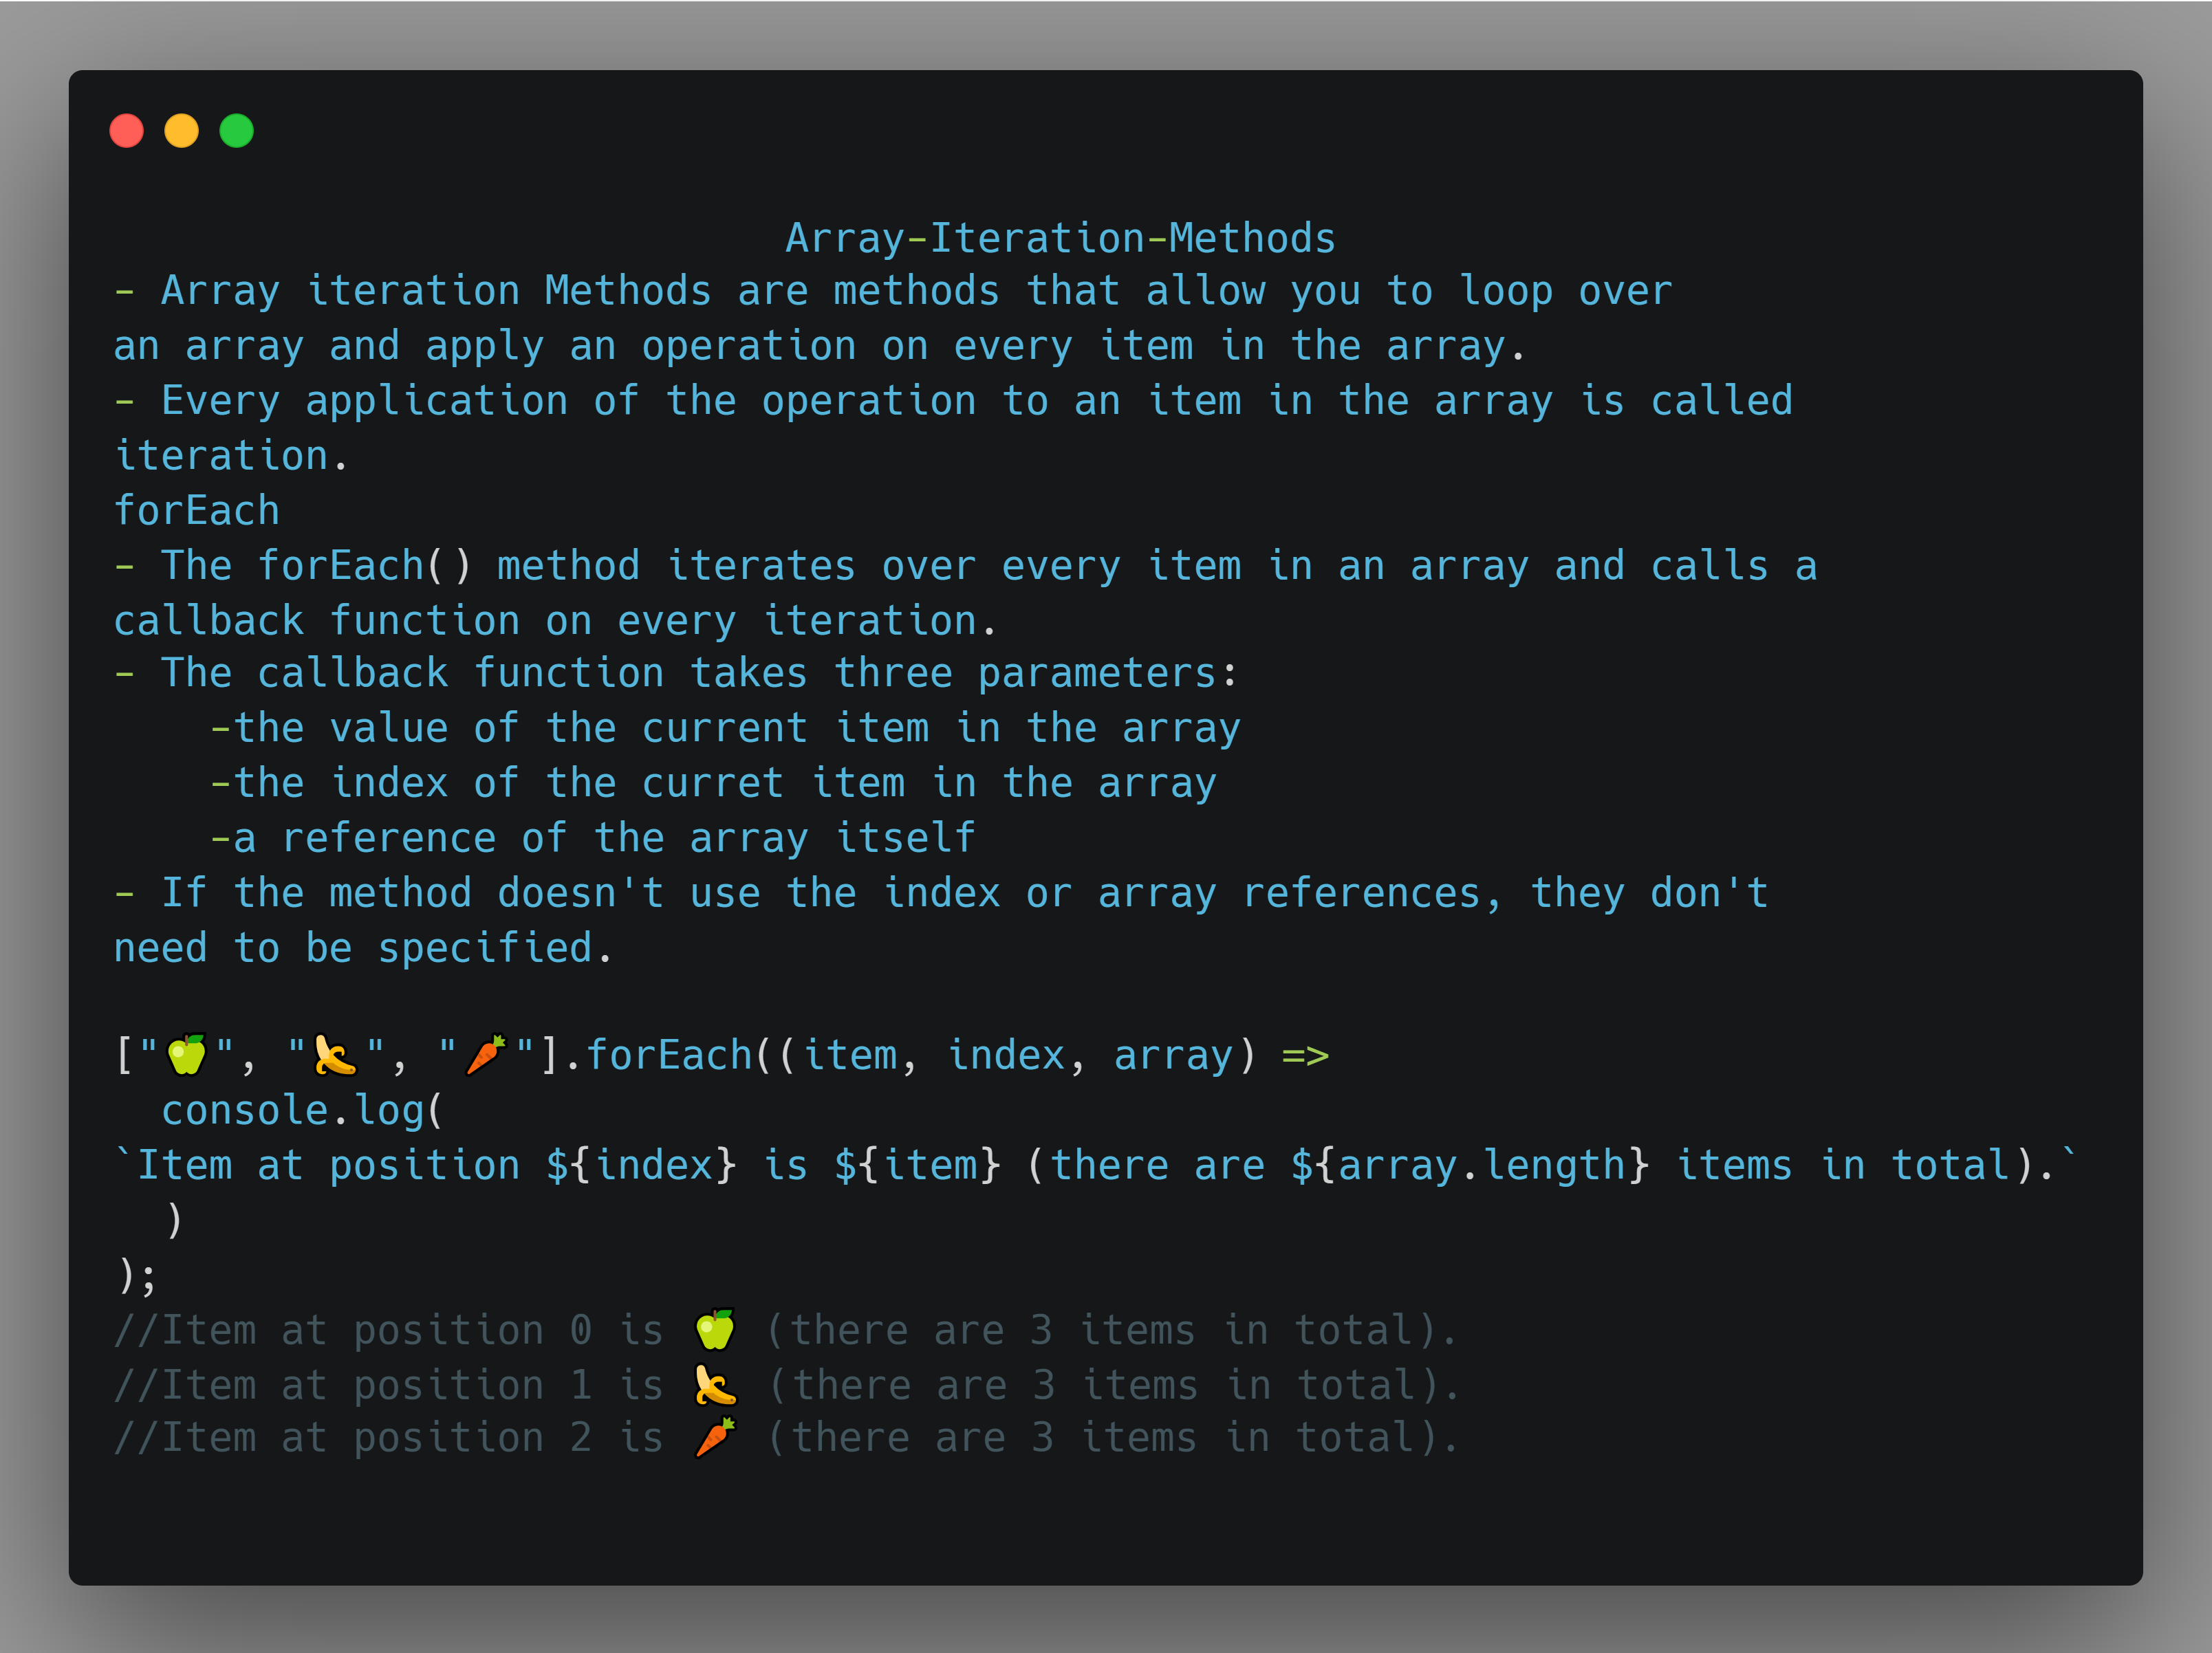 Array-Iteration-Methods
- Array iteration Methods are methods that allow you to loop over
an array and apply an operation on every item in the array.
- Every application of the operation to an item in the array is called
iteration.
forEach
- The forEach() method iterates over every item in an array and calls a
callback function on every iteration.
- The callback function takes three parameters:
    -the value of the current item in the array
    -the index of the curret item in the array
    -a reference of the array itself
- If the method doesn't use the index or array references, they don't
need to be specified.
["🍏", "🍌", "🥕"].forEach((item, index, array) =>
  console.log(
`Item at position ${index} is ${item} (there are ${array.length} items in total).`
  )
);
//Item at position 0 is 🍏 (there are 3 items in total).
//Item at position 1 is 🍌 (there are 3 items in total).
//Item at position 2 is 🥕 (there are 3 items in total).